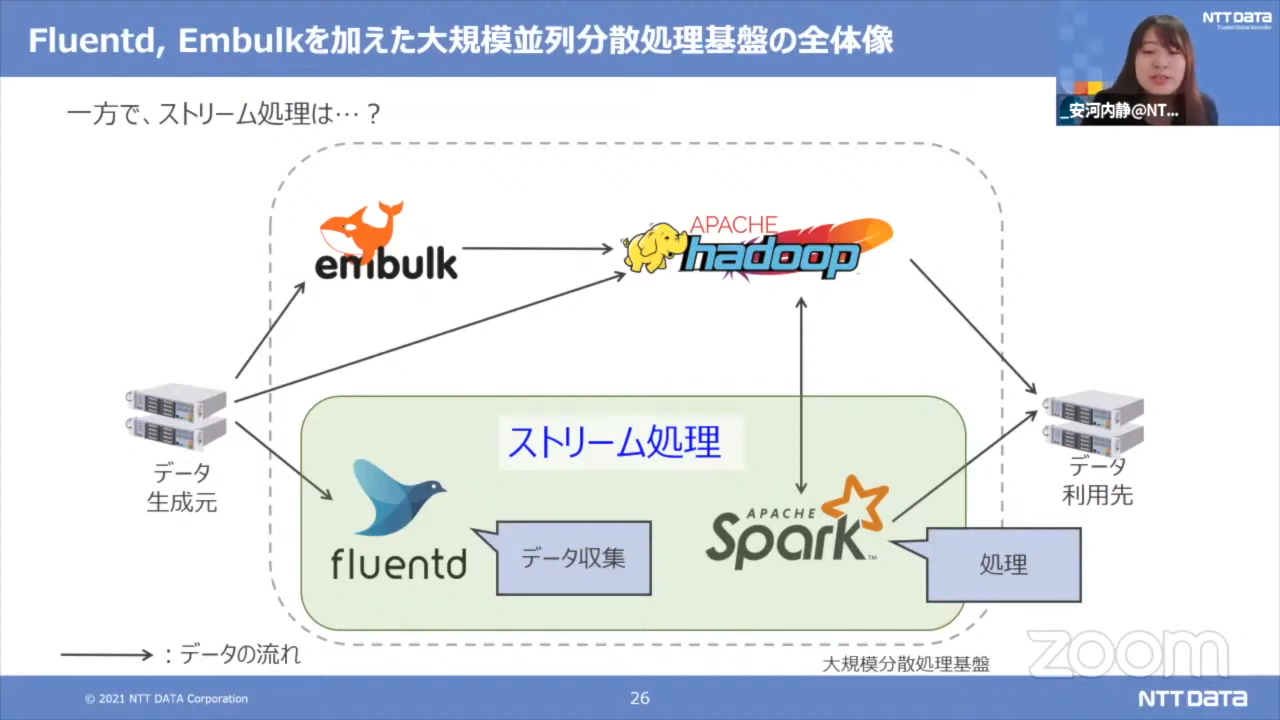 Fluentd, Embulkを加えた大規模並列分散処理基盤の全体像
NTT DATA
Trusted Global Innovator
_安河内静@NT...
一方で、ストリーム処理は…？
embulk
APACHE
hadoop
ストリーム処理
データ
生成元
データ
利用先
fluentd
データ収集
APACHE
Spark™
処理
：データの流れ
大規模分散処理基盤
zoom
© 2021 NTT DATA Corporation
26
NTT DATA